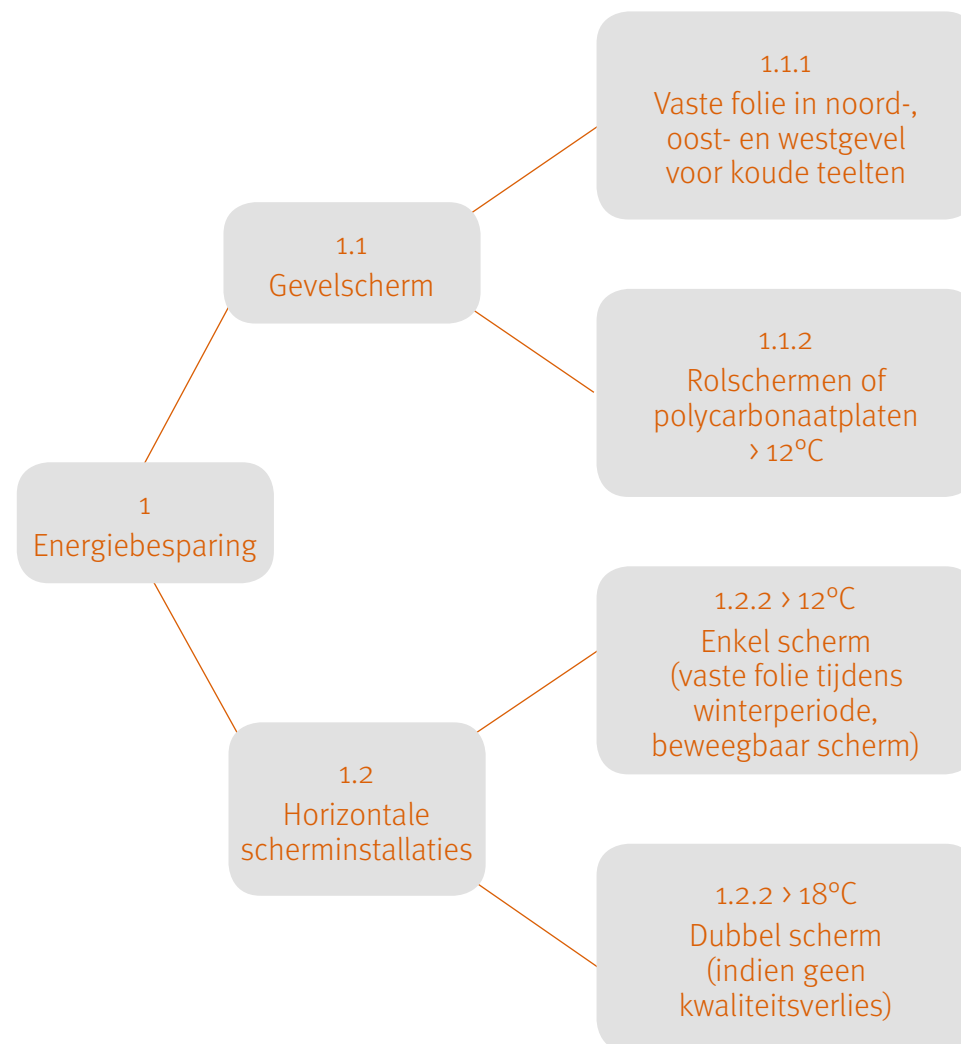 1
Energiebesparing
1.1
Gevelscherm
1.1.1
Vaste folie in noord-,
oost- en westgevel
voor koude teelten
1.1.2
Rolschermen of
polycarbonaatplaten
> 12°C
1.2
Horizontale
scherminstallaties
1.2.2 > 12°C
Enkel scherm
(vaste folie tijdens
winterperiode,
beweegbaar scherm)
1.2.2 > 18°C
Dubbel scherm
(indien geen
kwaliteitsverlies)